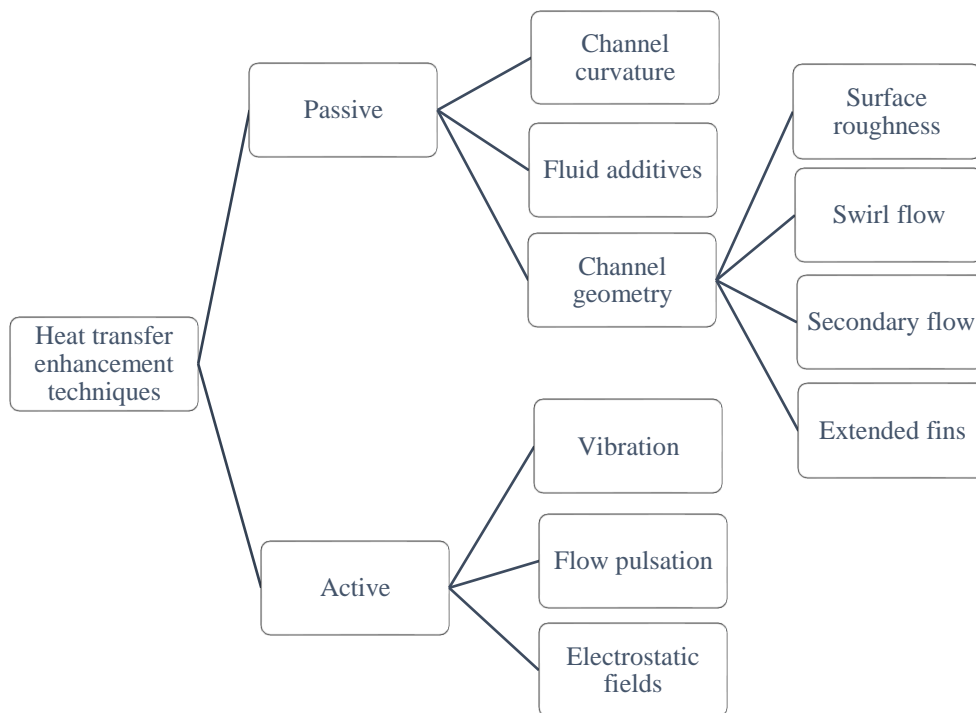 Heat transfer
enhancement
techniques
Passive
Channel
curvature
Fluid additives
Channel
geometry
Surface
roughness
Swirl flow
Secondary flow
Extended fins
Active
Vibration
Flow pulsation
Electrostatic
fields